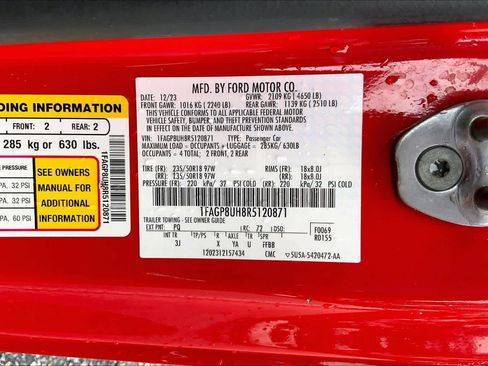 DING INFORMATION
FRONT: 2 REAR: 2
285 kg or 630 lbs.
PA, 32 PSI
PA, 32 PSI
PA, 60 PSI
SEE OWNERS
MANUAL FOR
ADDITIONAL
INFORMATION
1FAGP8UH8R5120871
MFD. BY FORD MOTOR CO.
12/23 GVWR: 2109 KG ( 4650 LB)
FRONT GAWR: 1016 KG ( 2240 LB) REAR GAWR: 1139 KG ( 2510 LB)
THIS VEHICLE CONFORMS TO ALL APPLICABLE FEDERAL
MOTOR VEHICLE SAFETY, BUMPER, AND THEFT
PREVENTION STANDARDS IN EFFECT ON THE DATE OF
MANUFACTURE SHOWN ABOVE.
VIN: 1FAGP8UH8R5120871 TYPE: Passenger Car
MAXIMUM LOAD= OCCUPANTS + LUGGAGE = 285KG/630LB
OCCUPANTS = 4 TOTAL; 2 FRONT, 2 REAR
TIRE (FR): 235/50R18 97W RIMS (FR): 18x8.0J
TIRE (RR): 235/50R18 97W RIMS (RR): 18x8.0J
PRESSURE (FR): 220 kPa/ 32 PSI COLD PRESSURE (RR): 220 kPa/ 32 PSI COLD
1FAGP8UH8R5120871
TRAILER TOWING - SEE OWNER GUIDE
EXT PNT: PQ RC: 72 DSO: F0069
R0155
INT TR TP/PS R AXLE TR SPR
3J X YA U FFBB
1202312157434 CMC 5U5A-5420472-AA